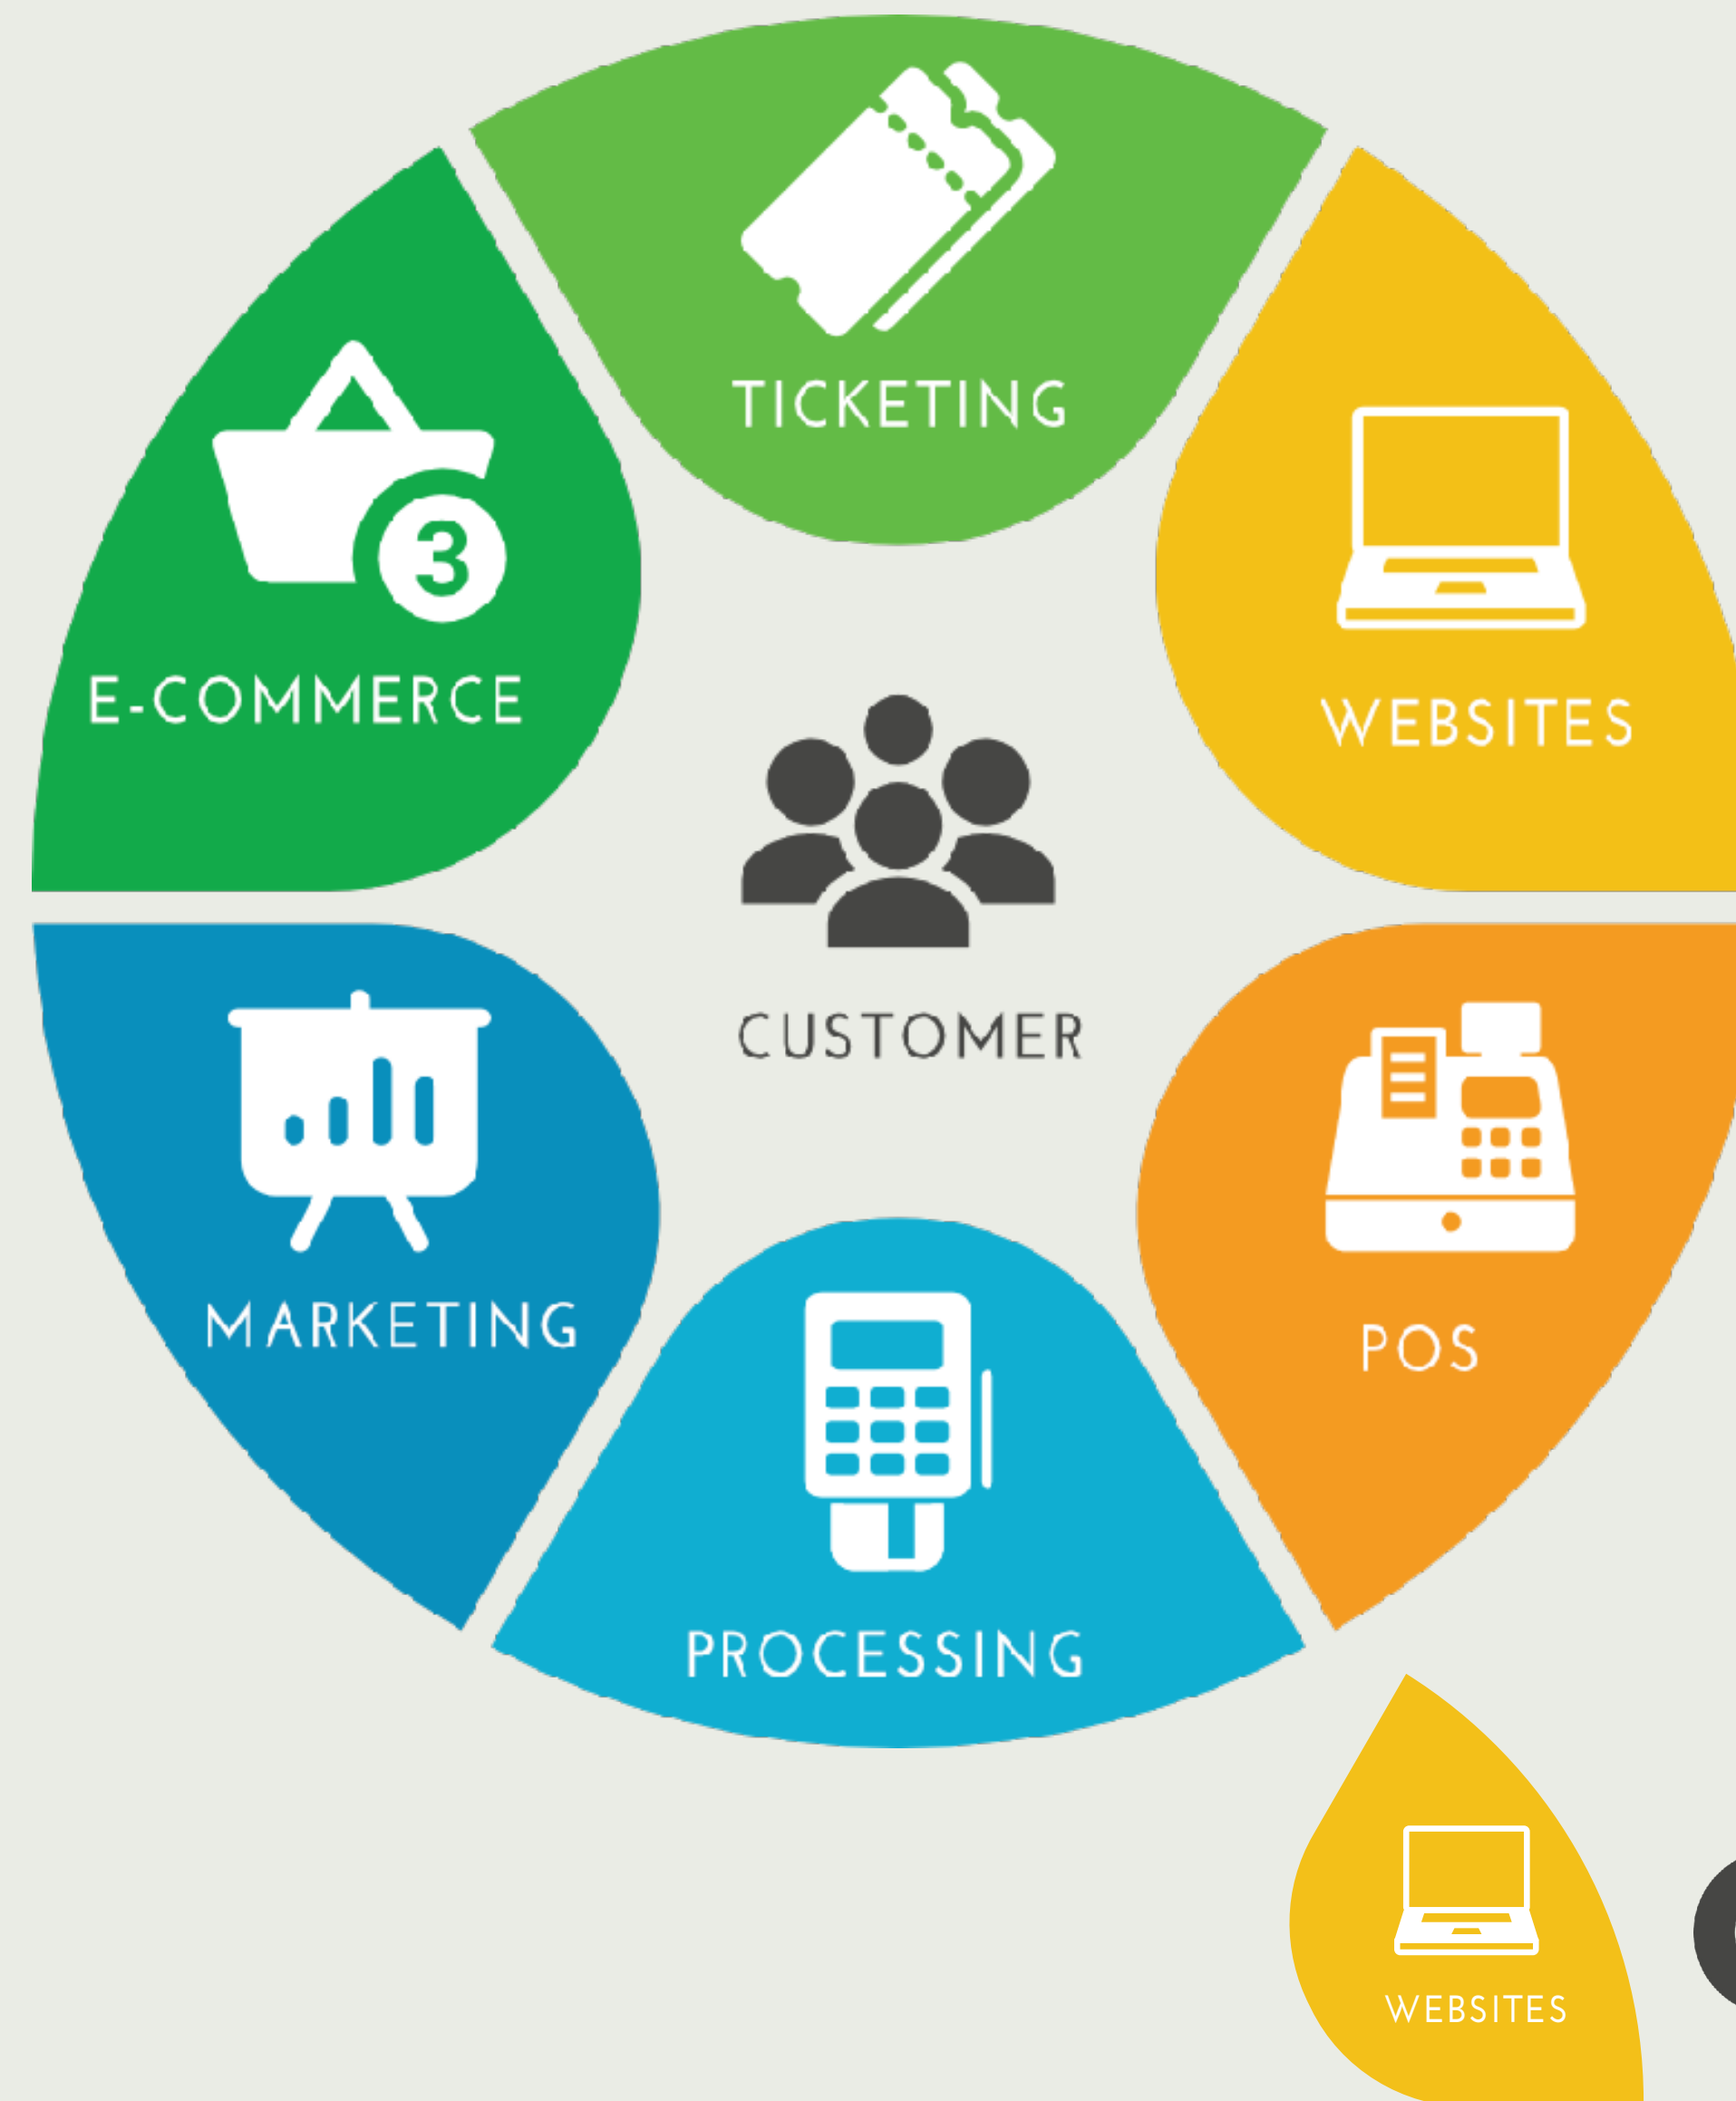 TICKETING
E-COMMERCE
3
WEBSITES
CUSTOMER
MARKETING
POS
PROCESSING
WEBSITES